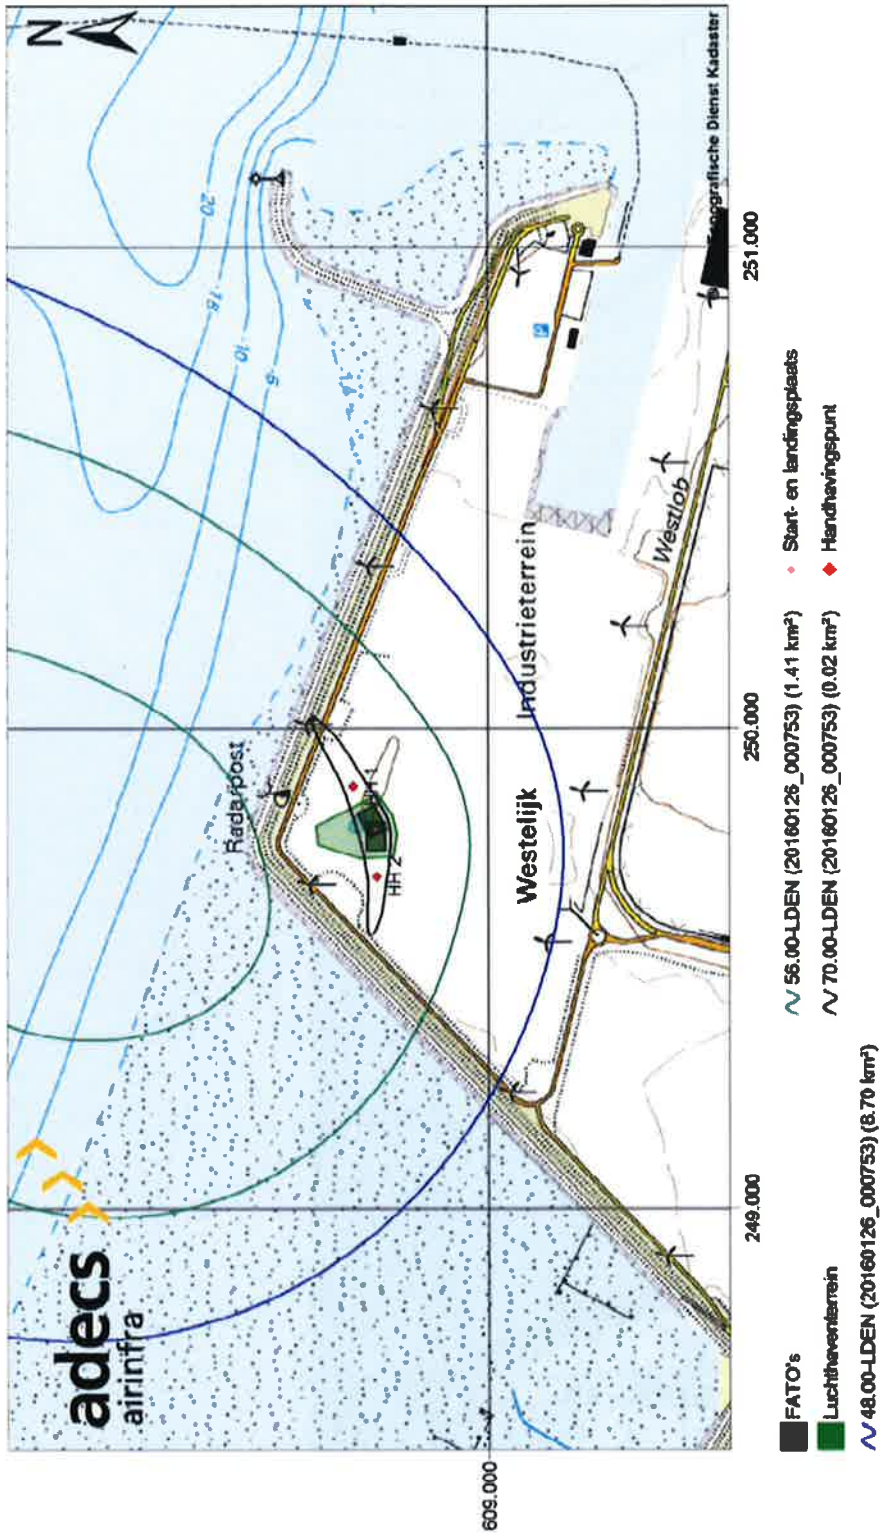 adecs
airinfra
N
20
15
10
5
Radarpost
HH 1
HH 2
Westelijk
Industrieterrein
Westlob
Topografische Dienst Kadaster
609.000
249.000
250.000
251.000
FATO's
Luchthaventerrein
48.00-LDEN (20160126_000753) (8.70 km²)
56.00-LDEN (20160126_000753) (1.41 km²)
70.00-LDEN (20160126_000753) (0.02 km²)
Start- en landingsplaats
Handhavingspunt